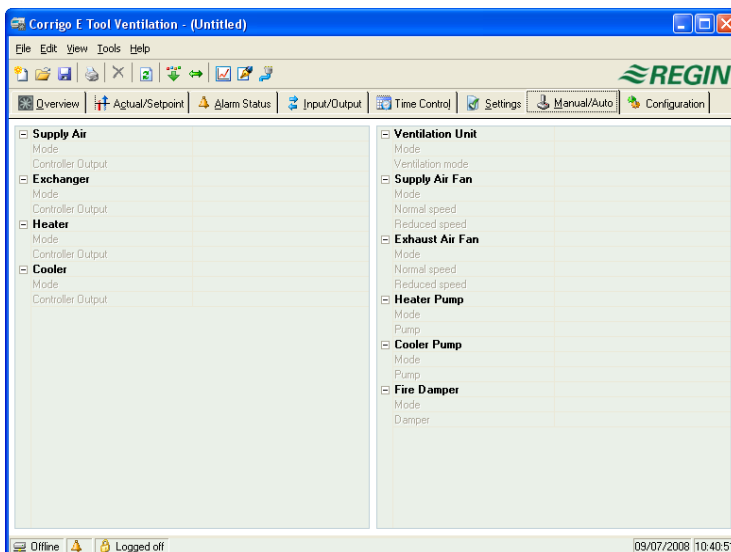 Corrigo E Tool Ventilation - (Untitled)
File Edit View Tools Help
REGIN
Overview Actual/Setpoint Alarm Status Input/Output Time Control Settings Manual/Auto Configuration
Supply Air
Mode
Controller Output
Exchanger
Mode
Controller Output
Heater
Mode
Controller Output
Cooler
Mode
Controller Output
Ventilation Unit
Mode
Ventilation mode
Supply Air Fan
Mode
Normal speed
Reduced speed
Exhaust Air Fan
Mode
Normal speed
Reduced speed
Heater Pump
Mode
Pump
Cooler Pump
Mode
Pump
Fire Damper
Mode
Damper
Offline Logged off 09/07/2008 10:40:51